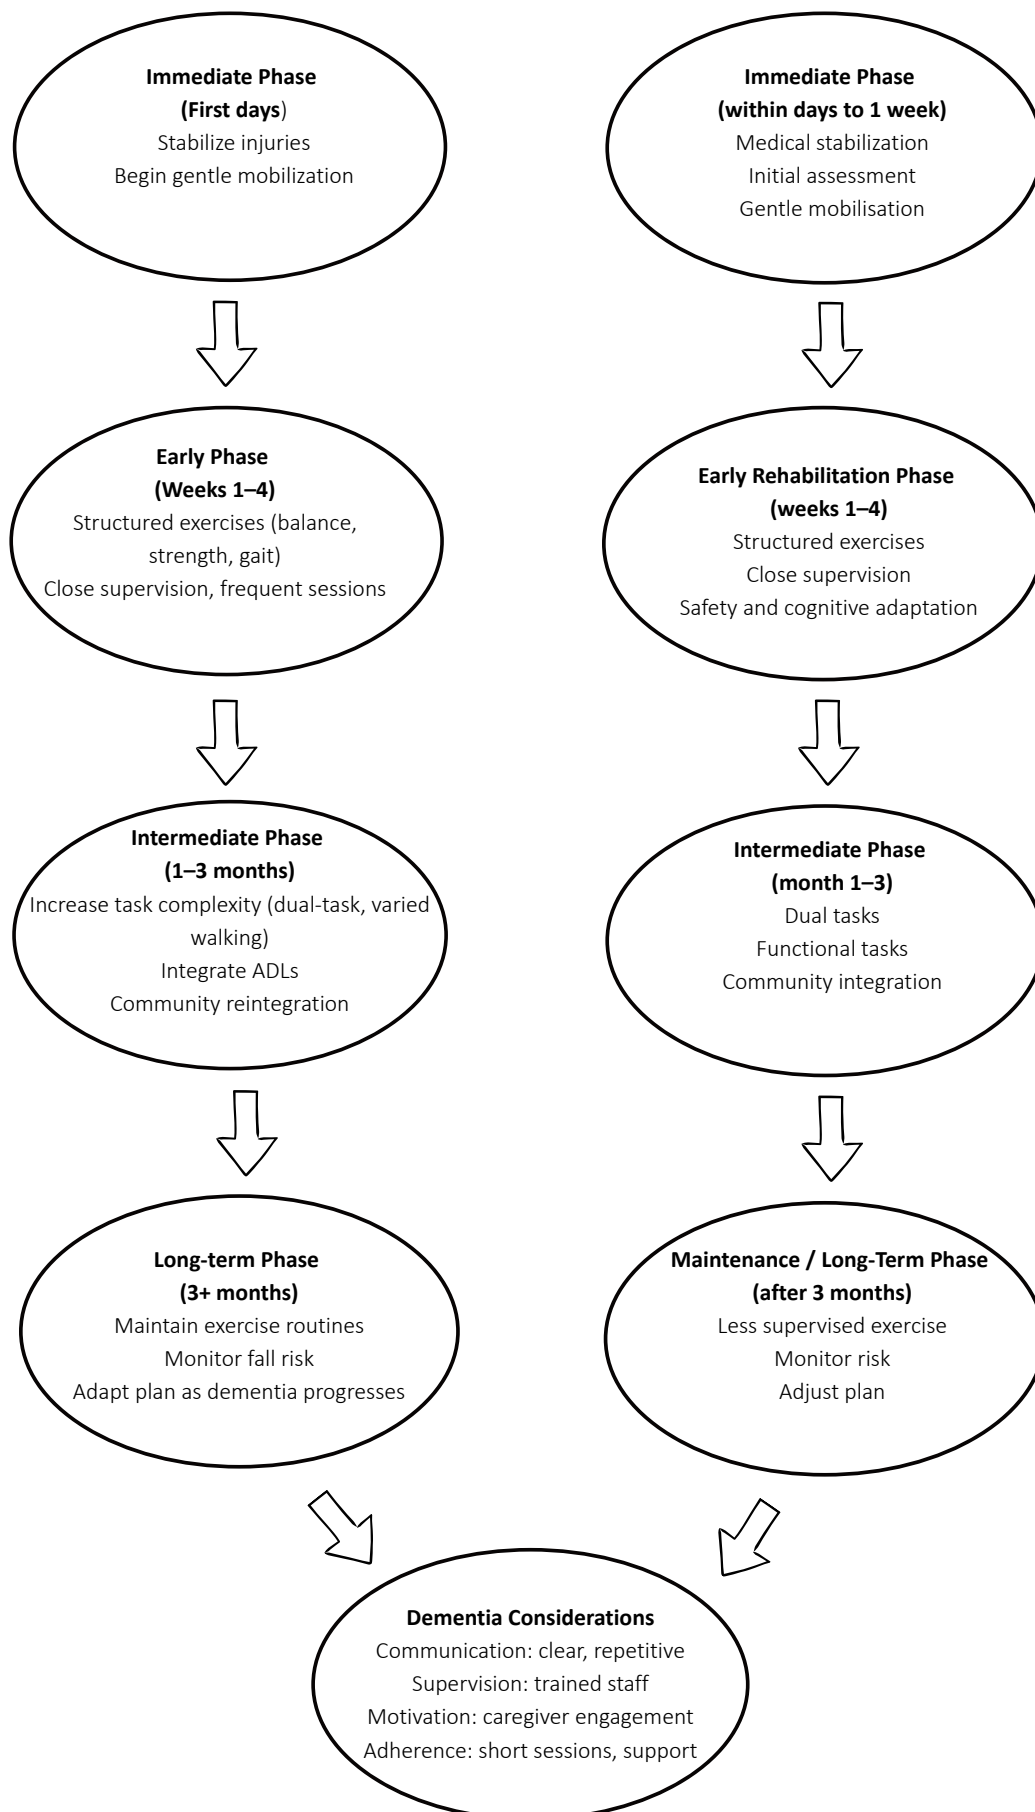 Immediate Phase
(First days)
Stabilize injuries
Begin gentle mobilization
Early Phase
(Weeks 1–4)
Structured exercises (balance,
strength, gait)
Close supervision, frequent sessions
Intermediate Phase
(1–3 months)
Increase task complexity (dual-task, varied
walking)
Integrate ADLs
Community reintegration
Long-term Phase
(3+ months)
Maintain exercise routines
Monitor fall risk
Adapt plan as dementia progresses
Immediate Phase
(within days to 1 week)
Medical stabilization
Initial assessment
Gentle mobilisation
Early Rehabilitation Phase
(weeks 1–4)
Structured exercises
Close supervision
Safety and cognitive adaptation
Intermediate Phase
(month 1–3)
Dual tasks
Functional tasks
Community integration
Maintenance / Long-Term Phase
(after 3 months)
Less supervised exercise
Monitor risk
Adjust plan
Dementia Considerations
Communication: clear, repetitive
Supervision: trained staff
Motivation: caregiver engagement
Adherence: short sessions, support